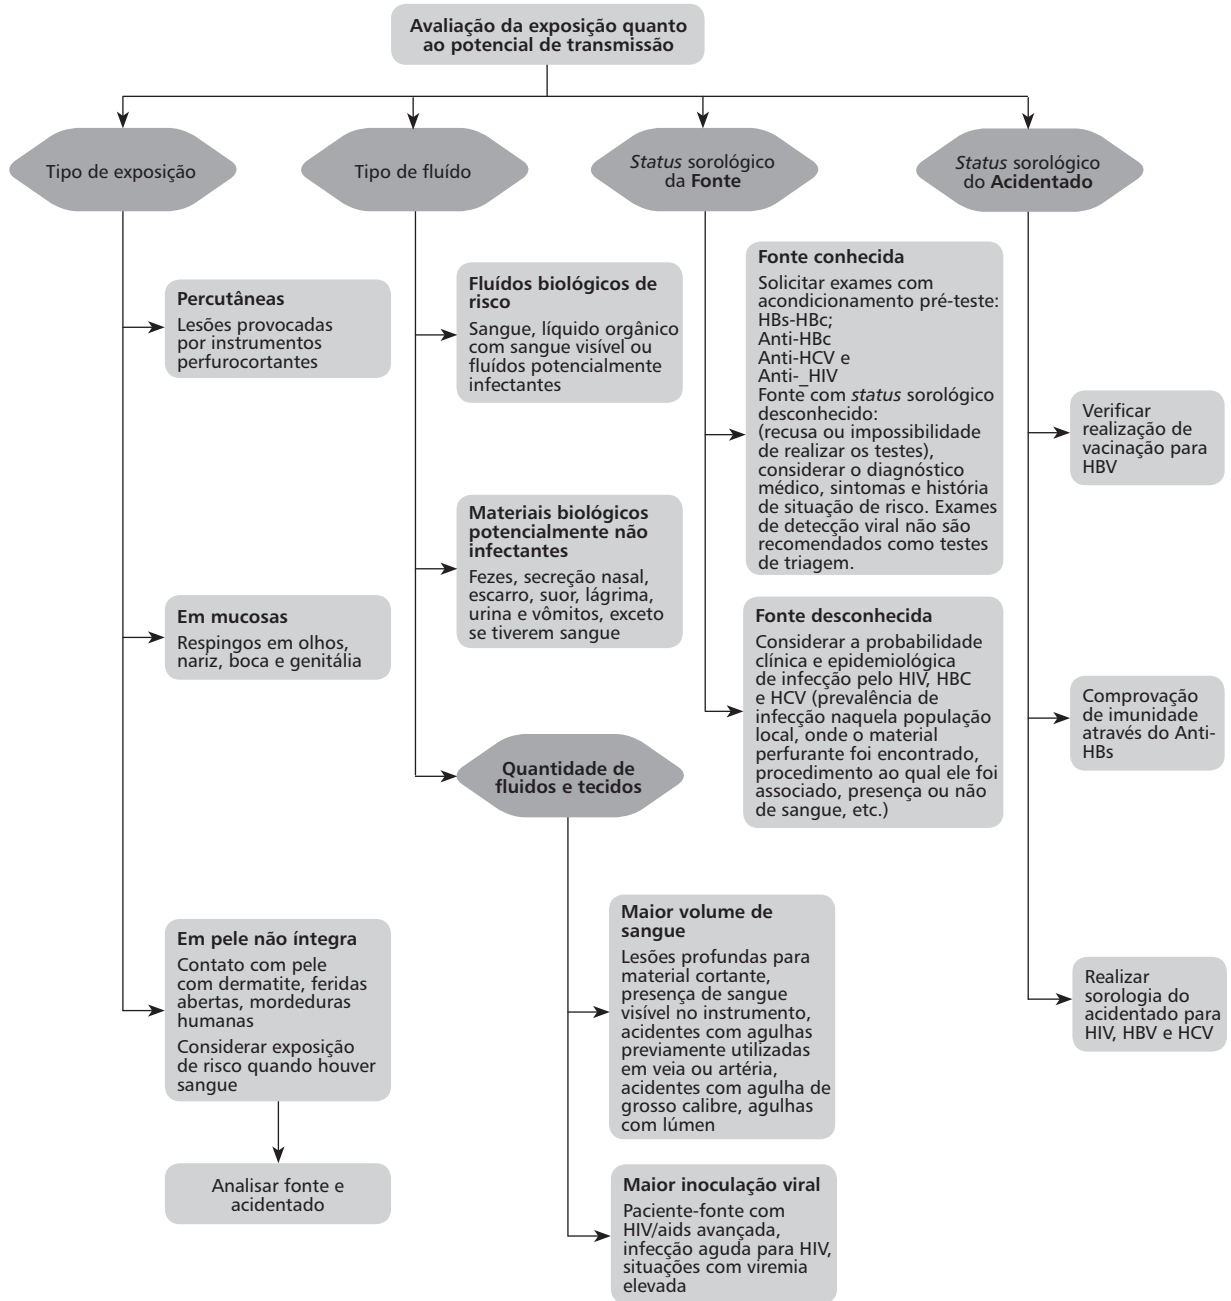 Avaliação da exposição quanto
ao potencial de transmissão
Tipo de exposição
Percutâneas
Lesões provocadas
por instrumentos
perfurocortantes
Em mucosas
Respingos em olhos,
nariz, boca e genitália
Em pele não íntegra
Contato com pele
com dermatite, feridas
abertas, mordeduras
humanas
Considerar exposição
de risco quando houver
sangue
Analisar fonte e
acidentado
Tipo de fluído
Fluídos biológicos de
risco
Sangue, líquido orgânico
com sangue visível ou
fluídos potencialmente
infectantes
Materiais biológicos
potencialmente não
infectantes
Fezes, secreção nasal,
escarro, suor, lágrima,
urina e vômitos, exceto
se tiverem sangue
Quantidade de
fluidos e tecidos
Maior volume de
sangue
Lesões profundas para
material cortante,
presença de sangue
visível no instrumento,
acidentes com agulhas
previamente utilizadas
em veia ou artéria,
acidentes com agulha de
grosso calibre, agulhas
com lúmen
Maior inoculação viral
Paciente-fonte com
HIV/aids avançada,
infecção aguda para HIV,
situações com viremia
elevada
Status sorológico
da Fonte
Fonte conhecida
Solicitar exames com
acondicionamento pré-teste:
HBs-HBc;
Anti-HBc
Anti-HCV e
Anti-_HIV
Fonte com status sorológico
desconhecido:
(recusa ou impossibilidade
de realizar os testes),
considerar o diagnóstico
médico, sintomas e história
de situação de risco. Exames
de detecção viral não são
recomendados como testes
de triagem.
Fonte desconhecida
Considerar a probabilidade
clínica e epidemiológica
de infecção pelo HIV, HBC
e HCV (prevalência de
infecção naquela população
local, onde o material
perfurante foi encontrado,
procedimento ao qual ele foi
associado, presença ou não
de sangue, etc.)
Status sorológico
do Acidentado
Verificar
realização de
vacinação para
HBV
Comprovação
de imunidade
através do Anti-
HBs
Realizar
sorologia do
acidentado para
HIV, HBV e HCV